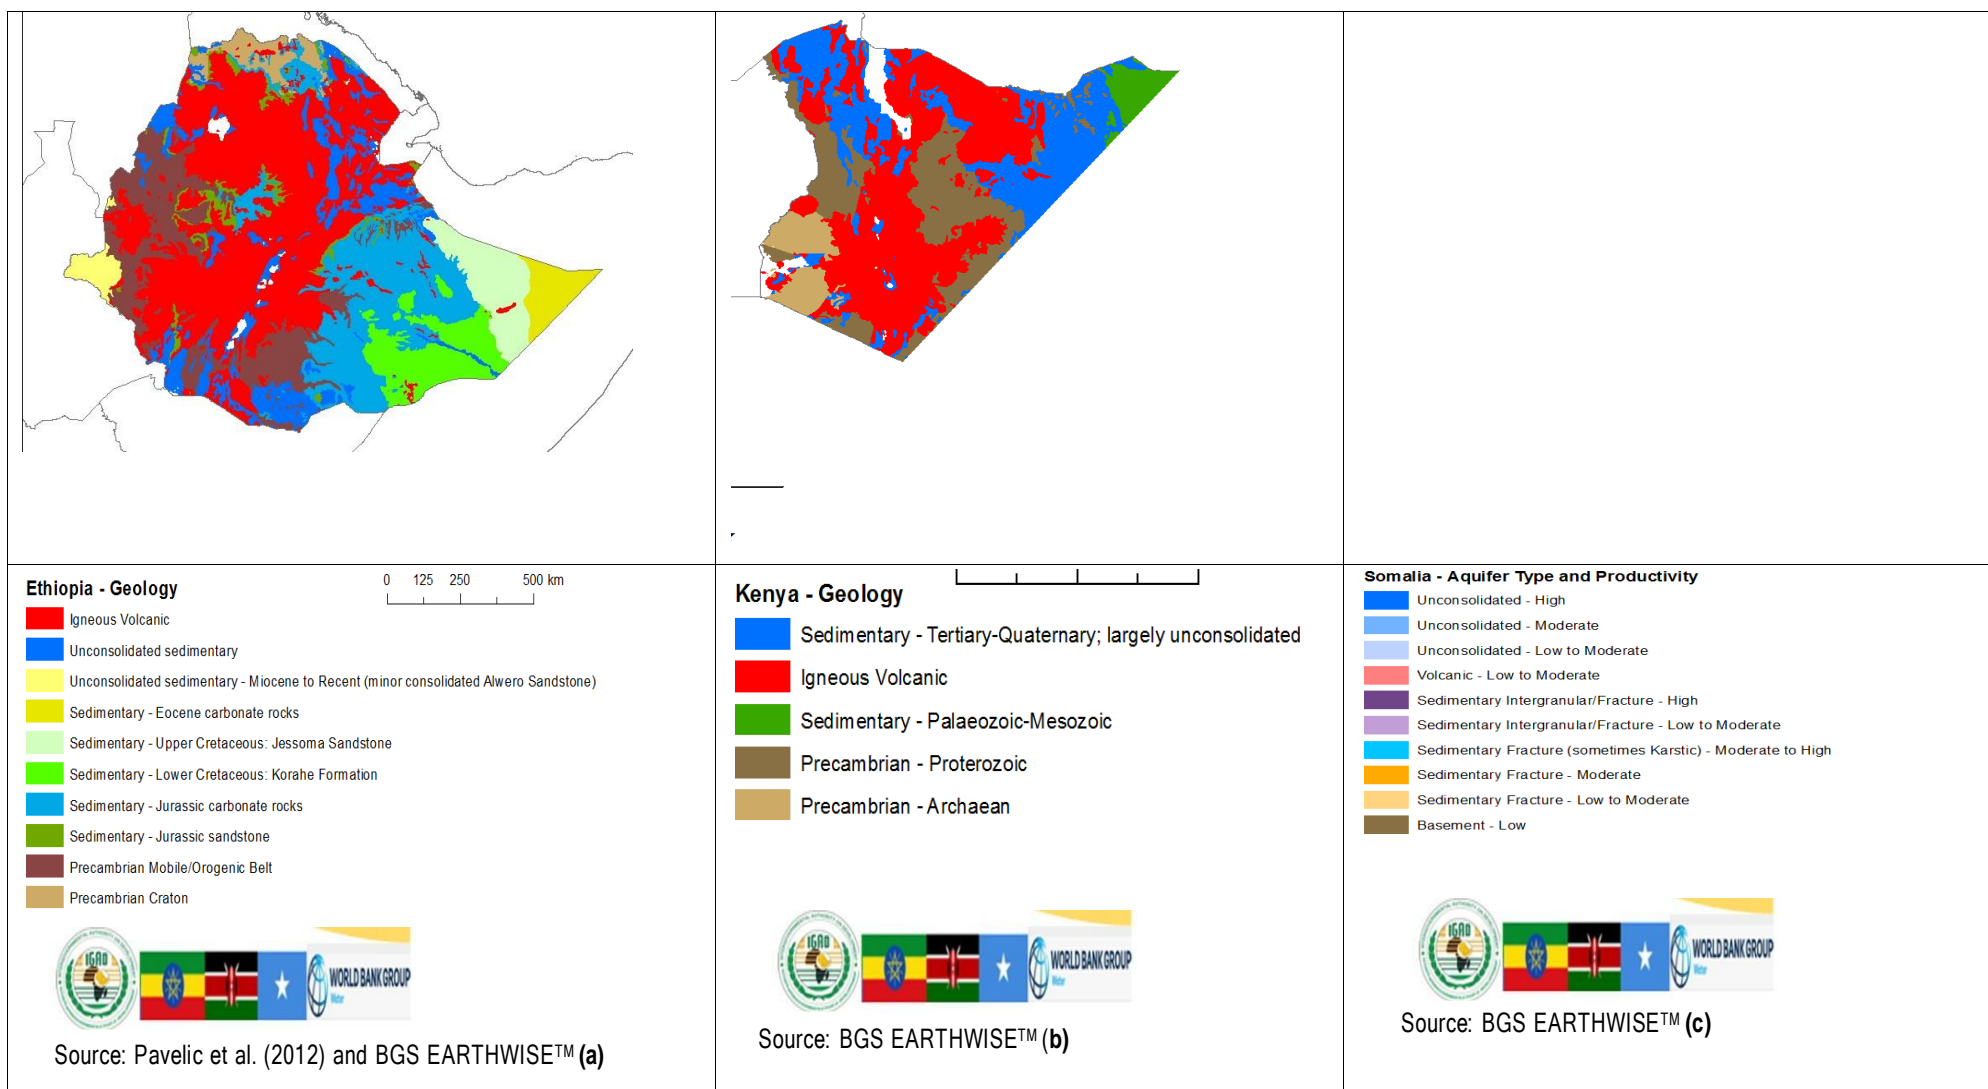 Ethiopia - Geology
0 125 250 500 km
Igneous Volcanic
Unconsolidated sedimentary
Unconsolidated sedimentary - Miocene to Recent (minor consolidated Alwero Sandstone)
Sedimentary - Eocene carbonate rocks
Sedimentary - Upper Cretaceous: Jessoma Sandstone
Sedimentary - Lower Cretaceous: Korahe Formation
Sedimentary - Jurassic carbonate rocks
Sedimentary - Jurassic sandstone
Precambrian Mobile/Orogenic Belt
Precambrian Craton
IGAD
WORLD BANK GROUP
Water
Source: Pavelic et al. (2012) and BGS EARTHWISE™ (a)
Kenya - Geology
Sedimentary - Tertiary-Quaternary; largely unconsolidated
Igneous Volcanic
Sedimentary - Palaeozoic-Mesozoic
Precambrian - Proterozoic
Precambrian - Archaean
IGAD
WORLD BANK GROUP
Water
Source: BGS EARTHWISE™ (b)
Somalia - Aquifer Type and Productivity
Unconsolidated - High
Unconsolidated - Moderate
Unconsolidated - Low to Moderate
Volcanic - Low to Moderate
Sedimentary Intergranular/Fracture - High
Sedimentary Intergranular/Fracture - Low to Moderate
Sedimentary Fracture (sometimes Karstic) - Moderate to High
Sedimentary Fracture - Moderate
Sedimentary Fracture - Low to Moderate
Basement - Low
IGAD
WORLD BANK GROUP
Water
Source: BGS EARTHWISE™ (c)